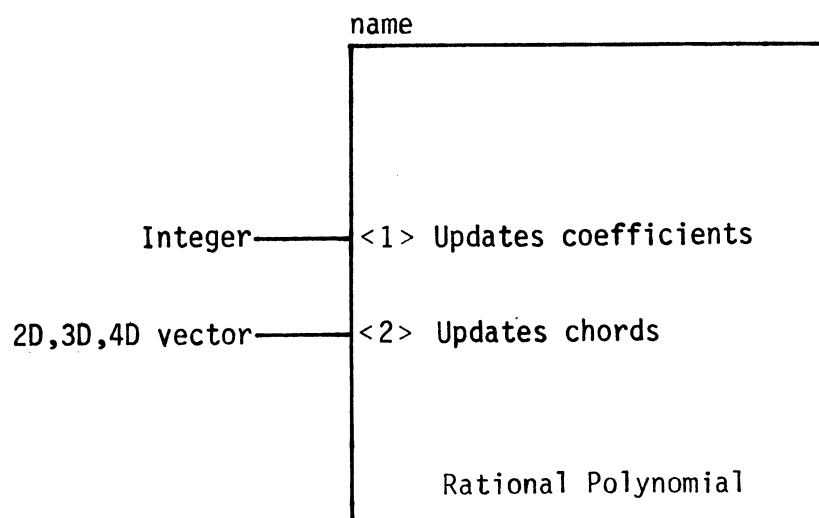 name
Integer <1> Updates coefficients
2D,3D,4D vector <2> Updates chords
Rational Polynomial